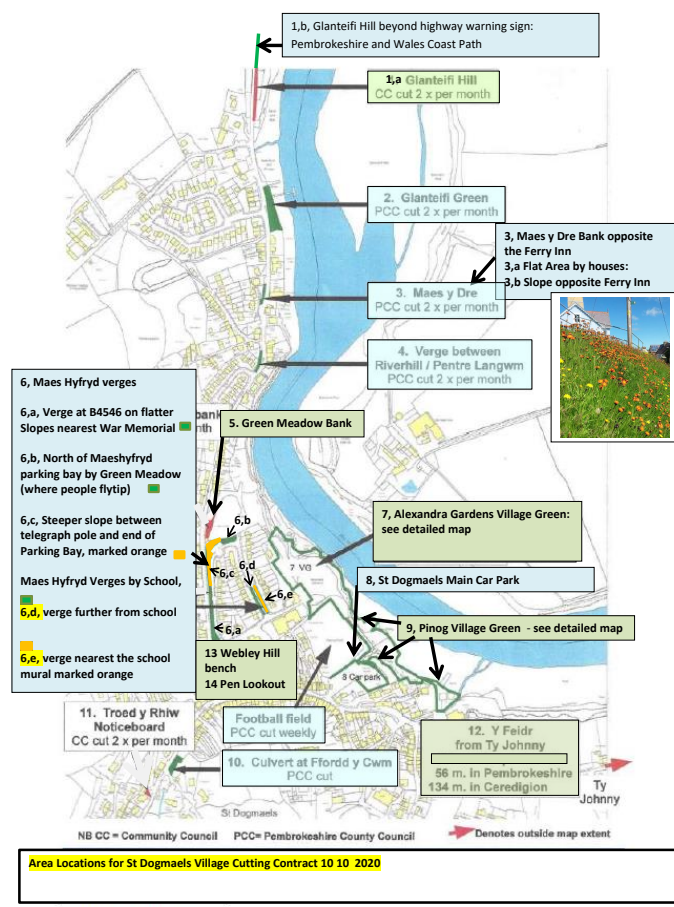 1,b, Glanteifi Hill beyond highway warning sign:
Pembrokeshire and Wales Coast Path
1,a Glanteifi Hill
CC cut 2 x per month
2. Glanteifi Green
PCC cut 2 x per month
3, Maes y Dre Bank opposite
the Ferry Inn
3,a Flat Area by houses:
3,b Slope opposite Ferry Inn
3. Maes y Dre
PCC cut 2 x per month
4. Verge between
Riverhill / Pentre Langwm
PCC cut 2 x per month
6, Maes Hyfryd verges
6,a, Verge at B4546 on flatter
Slopes nearest War Memorial
6,b, North of Maeshyfryd
parking bay by Green Meadow
(where people flytip)
6,c, Steeper slope between
telegraph pole and end of
Parking Bay, marked orange
Maes Hyfryd Verges by School,
6,d, verge further from school
6,e, verge nearest the school
mural marked orange
5. Green Meadow Bank
6,b
6,c
6,d
6,e
6,a
7, Alexandra Gardens Village Green:
see detailed map
7 VG
8, St Dogmaels Main Car Park
9, Pinog Village Green - see detailed map
8 Car park
13 Webley Hill
bench
14 Pen Lookout
Football field
PCC cut weekly
11. Troed y Rhiw
Noticeboard
CC cut 2 x per month
10. Culvert at Ffordd y Cwm
PCC cut
12. Y Feidr
from Ty Johnny
56 m. in Pembrokeshire
134 m. in Ceredigion
Ty
Johnny
St Dogmaels
NB CC = Community Council PCC= Pembrokeshire County Council
Denotes outside map extent
Area Locations for St Dogmaels Village Cutting Contract 10 10 2020